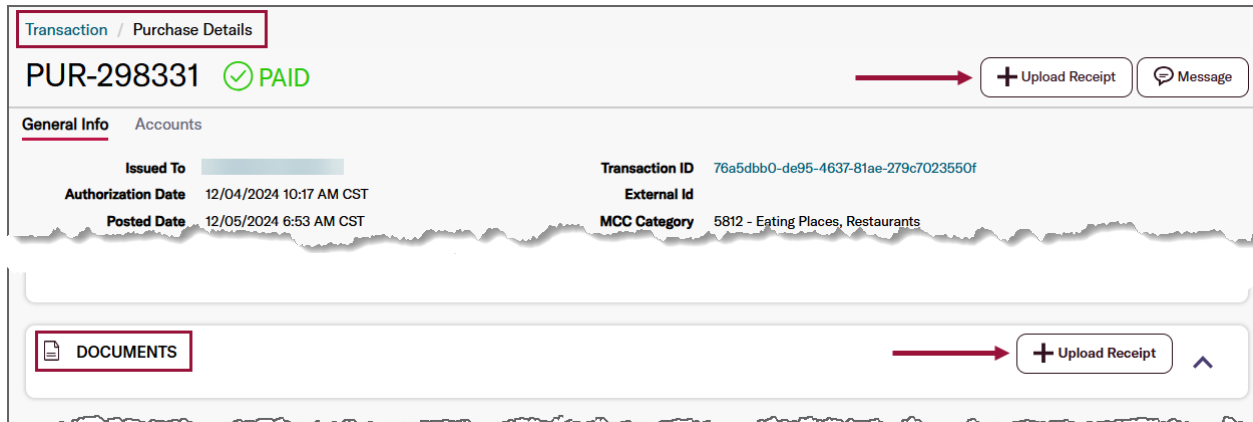 Transaction / Purchase Details
PUR-298331 PAID
Upload Receipt Message
General Info Accounts
Issued To Transaction ID 76a5dbb0-de95-4637-81ae-279c7023550f
Authorization Date 12/04/2024 10:17 AM CST External Id
Posted Date 12/05/2024 6:53 AM CST MCC Category 5812 - Eating Places, Restaurants
DOCUMENTS Upload Receipt